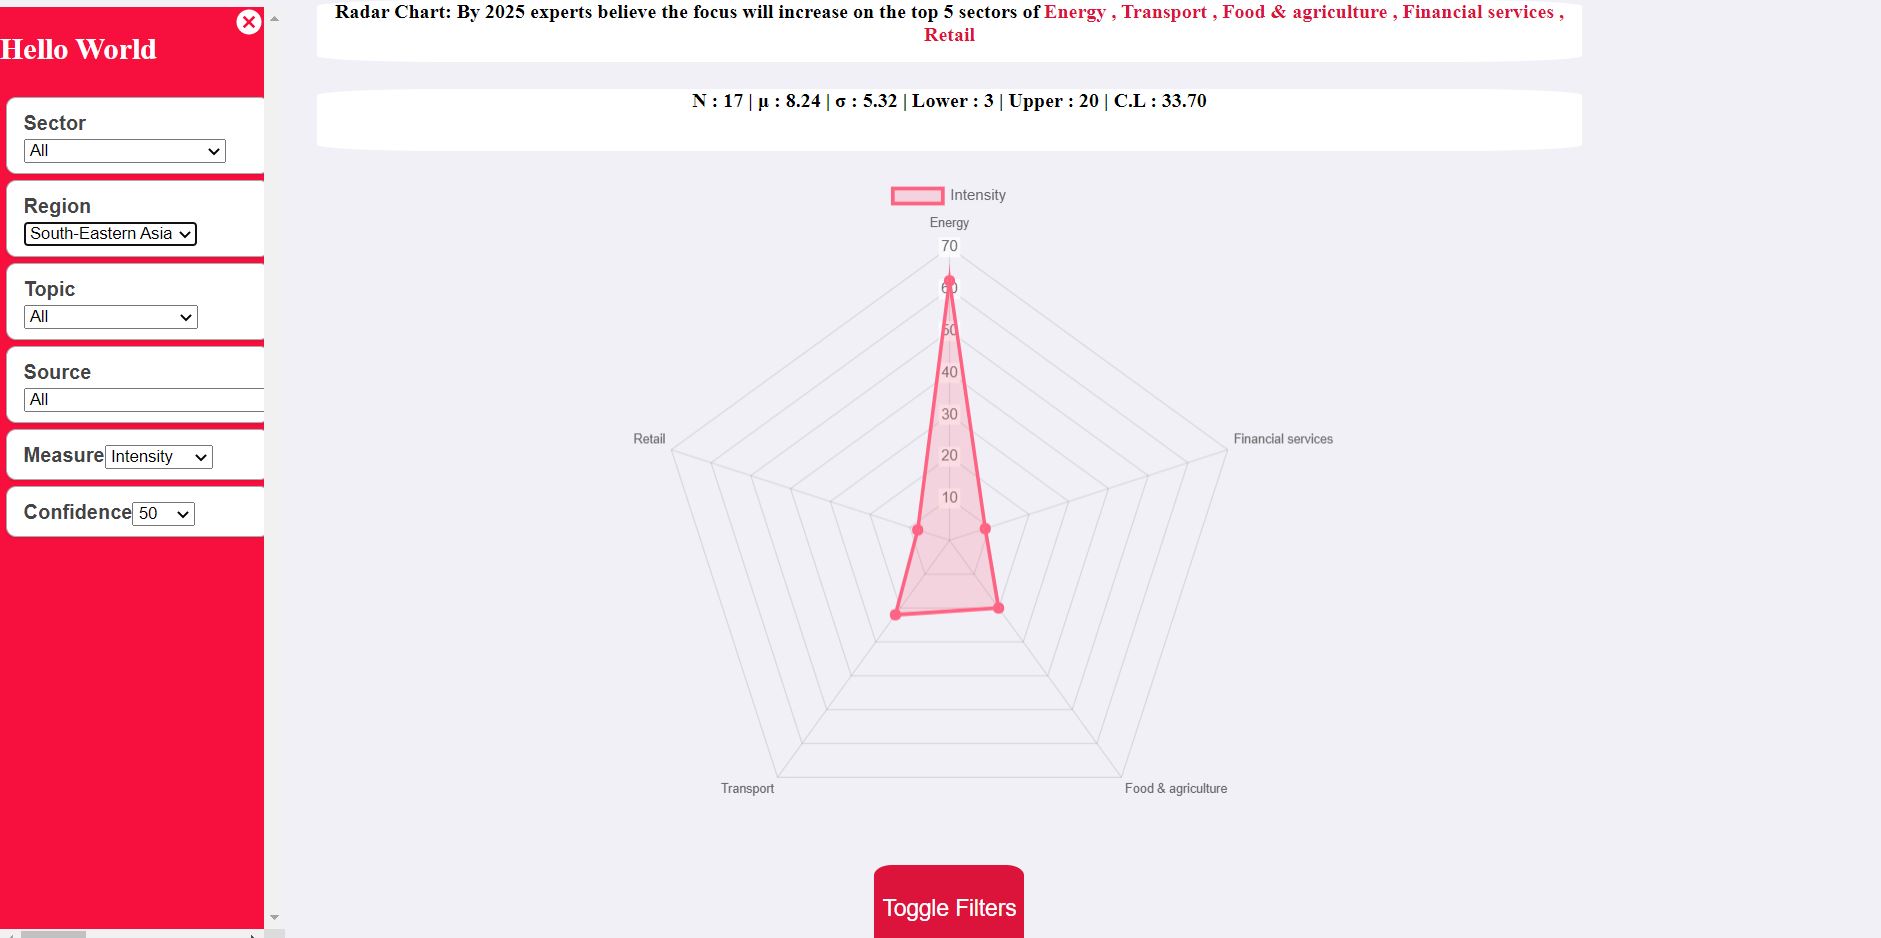 Hello World
Sector
All
Region
South-Eastern Asia
Topic
All
Source
All
Measure Intensity
Confidence 50
Radar Chart: By 2025 experts believe the focus will increase on the top 5 sectors of Energy , Transport , Food & agriculture , Financial services ,
Retail
N : 17 | µ : 8.24 | σ : 5.32 | Lower : 3 | Upper : 20 | C.L : 33.70
Intensity
Energy
70
60
50
40
30
20
10
Retail
Financial services
Transport
Food & agriculture
Toggle Filters